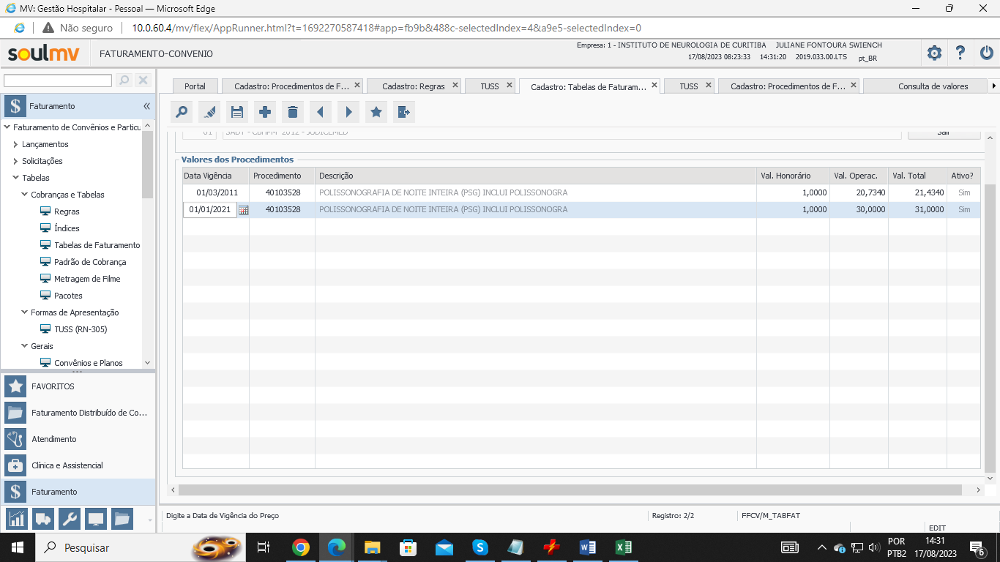 MV: Gestão Hospitalar - Pessoal — Microsoft Edge
Não seguro
10.0.60.4/mv/flex/AppRunner.html?t=1692270587418#app=fb9b&488c-selectedIndex=4&a9e5-selectedIndex=0
soulmv
FATURAMENTO-CONVENIO
Empresa: 1 - INSTITUTO DE NEUROLOGIA DE CURITIBA JULIANE FONTOURA SWIENCH
17/08/2023 08:23:33 14:31:20 2019.033.00.LTS pt_BR
Portal
Cadastro: Procedimentos de F...
Cadastro: Regras
TUSS
Cadastro: Tabelas de Faturam...
TUSS
Cadastro: Procedimentos de F...
Consulta de valores
Faturamento
Faturamento de Convênios e Particu
Lançamentos
Solicitações
Tabelas
Cobranças e Tabelas
Regras
Índices
Tabelas de Faturamento
Padrão de Cobrança
Metragem de Filme
Pacotes
Formas de Apresentação
TUSS (RN-305)
Gerais
Convênios e Planos
FAVORITOS
Faturamento Distribuído de Co...
Atendimento
Clínica e Assistencial
Faturamento
01 SADT - CBHPM 2012 - JUDICEMED Sair
Valores dos Procedimentos
Data Vigência Procedimento Descrição Val. Honorário Val. Operac. Val. Total Ativo?
01/03/2011 40103528 POLISSONOGRAFIA DE NOITE INTEIRA (PSG) INCLUI POLISSONOGRA 1,0000 20,7340 21,4340 Sim
01/01/2021 40103528 POLISSONOGRAFIA DE NOITE INTEIRA (PSG) INCLUI POLISSONOGRA 1,0000 30,0000 31,0000 Sim
Digite a Data de Vigência do Preço
Registro: 2/2
FFCV/M_TABFAT
EDIT
Pesquisar
POR
PTB2
14:31
17/08/2023
6